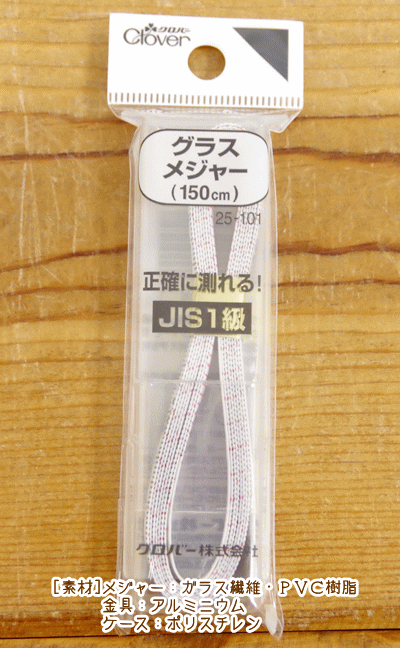 クロバー
Clover
グラス
メジャー
(150cm)
25-101
正確に測れる!
JIS1級
クロバー株式会社
[素材]メジャー:ガラス繊維・PVC樹脂
金具:アルミニウム
ケース:ポリスチレン